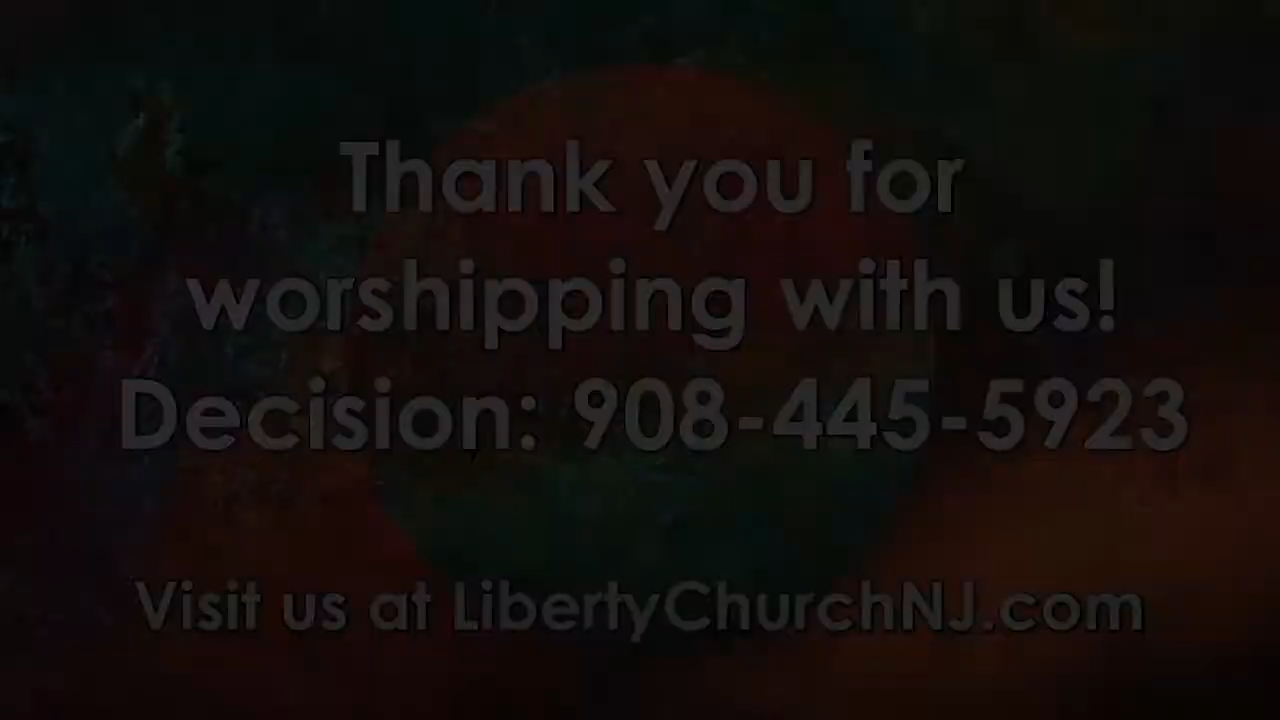 Thank you for
worshipping with us!
Decision: 908-445-5923
Visit us at LibertyChurchNJ.com